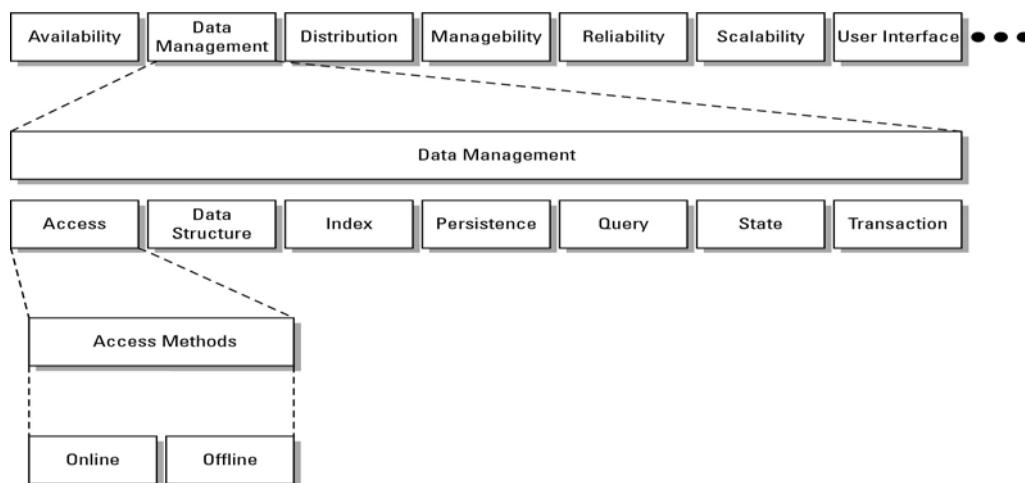 Availability
Data
Management
Distribution
Managebility
Reliability
Scalability
User Interface
Data Management
Access
Data
Structure
Index
Persistence
Query
State
Transaction
Access Methods
Online
Offline